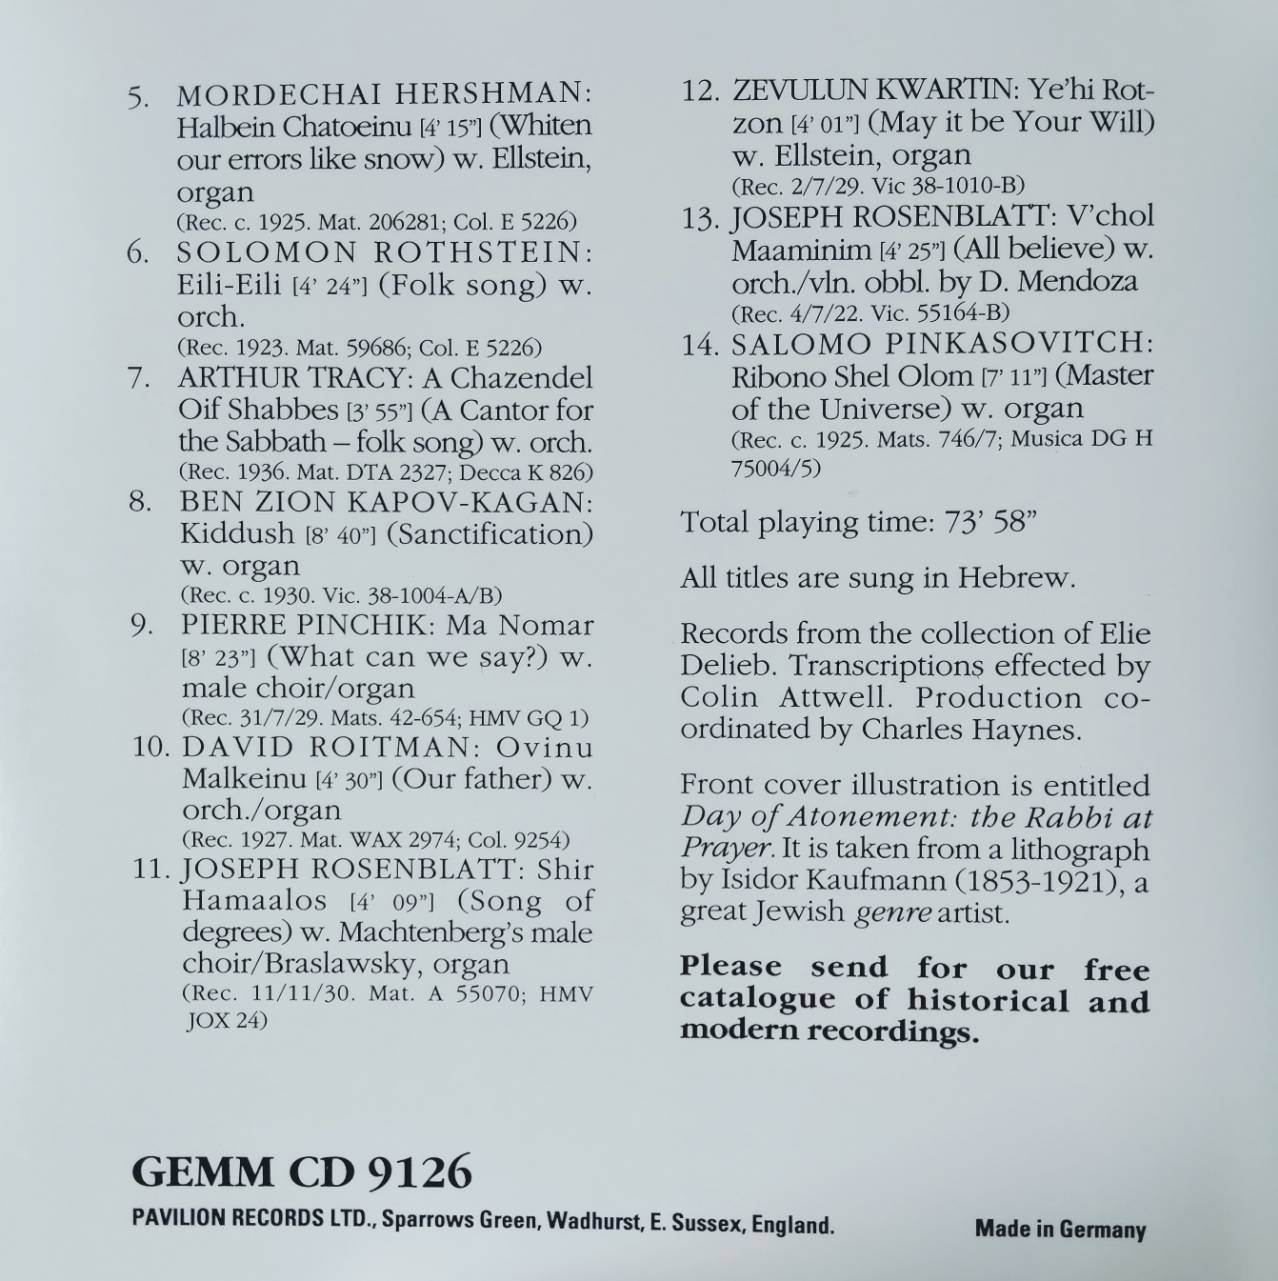 5. MORDECHAI HERSHMAN:
Halbein Chatoeinu [4’ 15”] (Whiten
our errors like snow) w. Ellstein,
organ
(Rec. c. 1925. Mat. 206281; Col. E 5226)
6. SOLOMON ROTHSTEIN:
Eili-Eili [4’ 24”] (Folk song) w.
orch.
(Rec. 1923. Mat. 59686; Col. E 5226)
7. ARTHUR TRACY: A Chazendel
Oif Shabbes [3’ 55”] (A Cantor for
the Sabbath – folk song) w. orch.
(Rec. 1936. Mat. DTA 2327; Decca K 826)
8. BEN ZION KAPOV-KAGAN:
Kiddush [8’ 40”] (Sanctification)
w. organ
(Rec. c. 1930. Vic. 38-1004-A/B)
9. PIERRE PINCHIK: Ma Nomar
[8’ 23”] (What can we say?) w.
male choir/organ
(Rec. 31/7/29. Mats. 42-654; HMV GQ 1)
10. DAVID ROITMAN: Ovinu
Malkeinu [4’ 30”] (Our father) w.
orch./organ
(Rec. 1927. Mat. WAX 2974; Col. 9254)
11. JOSEPH ROSENBLATT: Shir
Hamaalos [4’ 09”] (Song of
degrees) w. Machtenberg’s male
choir/Braslawsky, organ
(Rec. 11/11/30. Mat. A 55070; HMV
JOX 24)
12. ZEVULUN KWARTIN: Ye’hi Rot-
zon [4’ 01”] (May it be Your Will)
w. Ellstein, organ
(Rec. 2/7/29. Vic 38-1010-B)
13. JOSEPH ROSENBLATT: V’chol
Maaminim [4’ 25”] (All believe) w.
orch./vln. obbl. by D. Mendoza
(Rec. 4/7/22. Vic. 55164-B)
14. SALOMO PINKASOVITCH:
Ribono Shel Olom [7’ 11”] (Master
of the Universe) w. organ
(Rec. c. 1925. Mats. 746/7; Musica DG H
75004/5)
Total playing time: 73’ 58”
All titles are sung in Hebrew.
Records from the collection of Elie
Delieb. Transcriptions effected by
Colin Attwell. Production co-
ordinated by Charles Haynes.
Front cover illustration is entitled
Day of Atonement: the Rabbi at
Prayer. It is taken from a lithograph
by Isidor Kaufmann (1853-1921), a
great Jewish genre artist.
Please send for our free
catalogue of historical and
modern recordings.
GEMM CD 9126
PAVILION RECORDS LTD., Sparrows Green, Wadhurst, E. Sussex, England.
Made in Germany